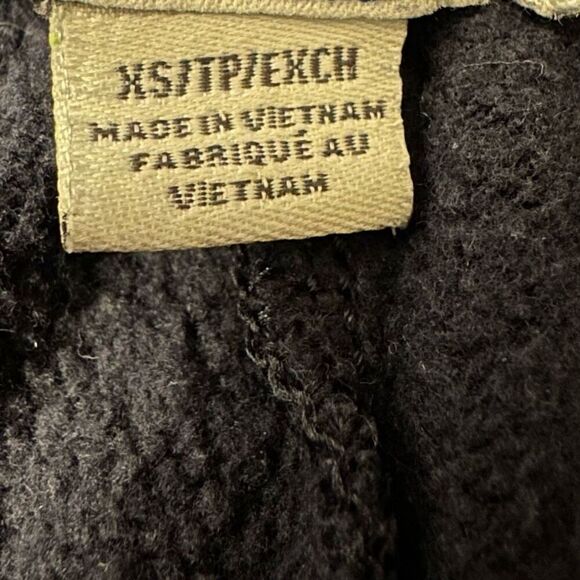 XS/TP/EXCH
MADE IN VIETNAM
FABRIQUÉ AU
VIETNAM